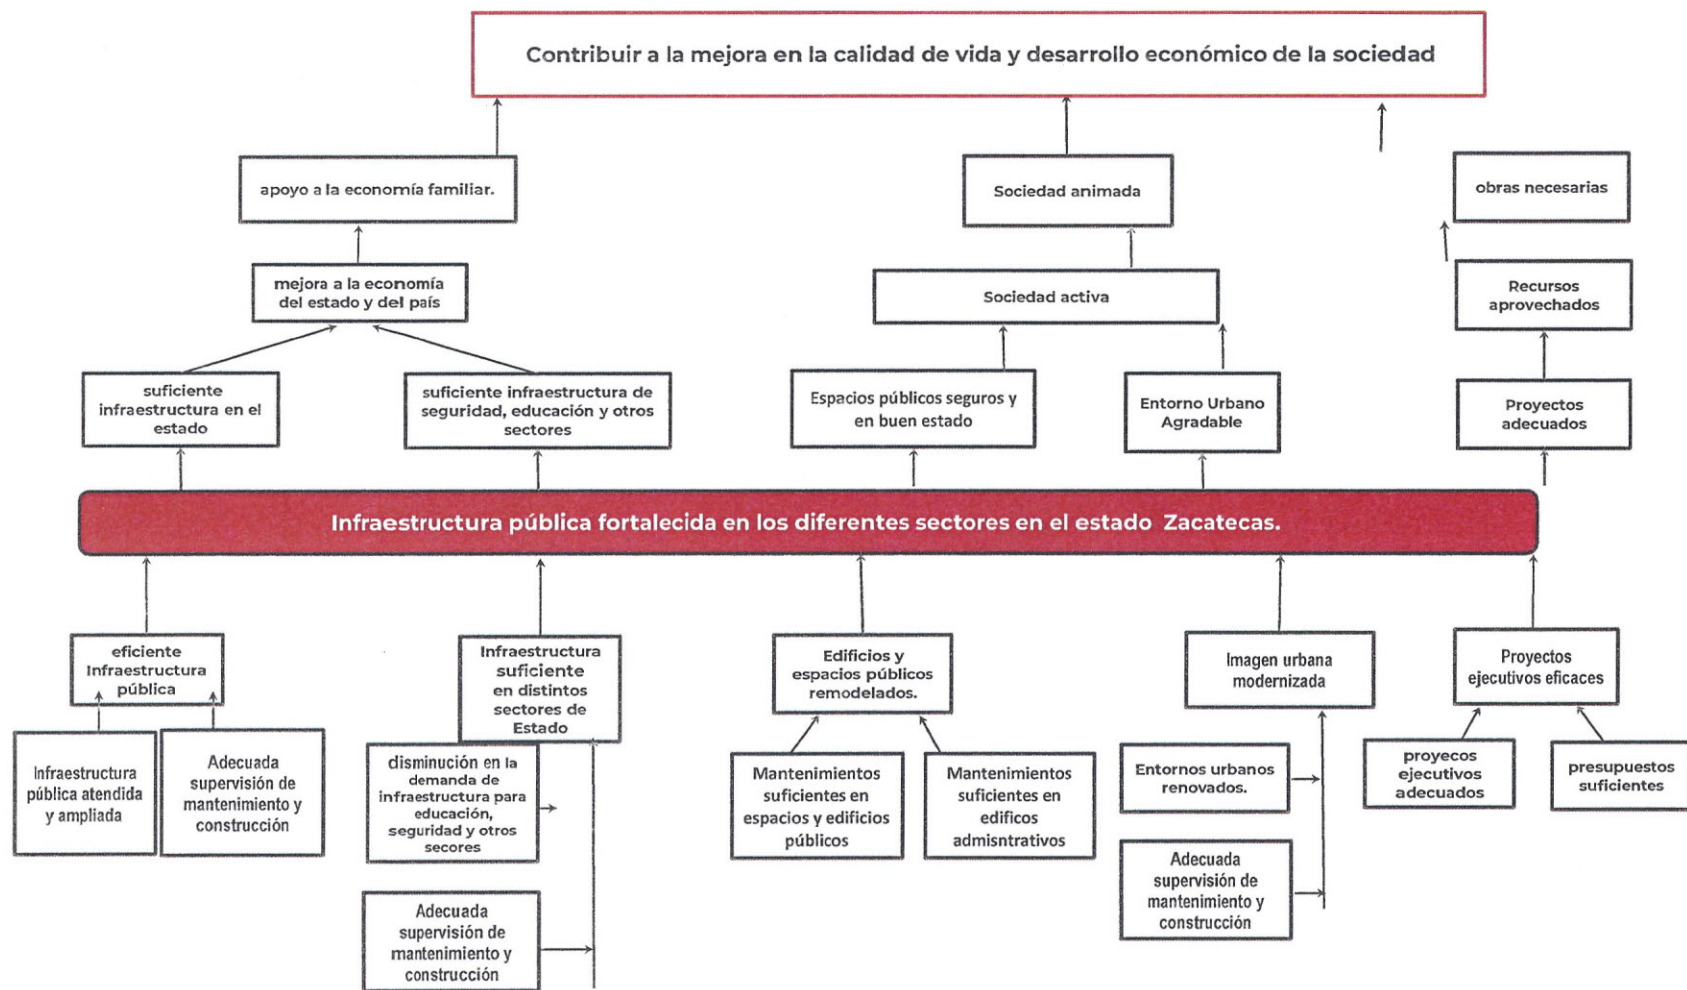 Contribuir a la mejora en la calidad de vida y desarrollo económico de la sociedad
apoyo a la economía familiar.
Sociedad animada
obras necesarias
mejora a la economía
del estado y del país
Sociedad activa
Recursos
aprovechados
suficiente
infraestructura en el
estado
suficiente infraestructura de
seguridad, educación y otros
sectores
Espacios públicos seguros y
en buen estado
Entorno Urbano
Agradable
Proyectos
adecuados
Infraestructura pública fortalecida en los diferentes sectores en el estado Zacatecas.
eficiente
Infraestructura
pública
Infraestructura
suficiente
en distintos
sectores de
Estado
Edificios y
espacios públicos
remodelados.
Imagen urbana
modernizada
Proyectos
ejecutivos eficaces
Infraestructura
pública atendida
y ampliada
Adecuada
supervisión de
mantenimiento y
construcción
disminución en la
demanda de
infraestructura para
educación,
seguridad y otros
secores
Mantenimientos
suficientes en
espacios y edificios
públicos
Mantenimientos
suficientes en
edificos
admisntrativos
Entornos urbanos
renovados.
proyecos
ejecutivos
adecuados
presupuestos
suficientes
Adecuada
supervisión de
mantenimiento y
construcción
Adecuada
supervisión de
mantenimiento y
construcción